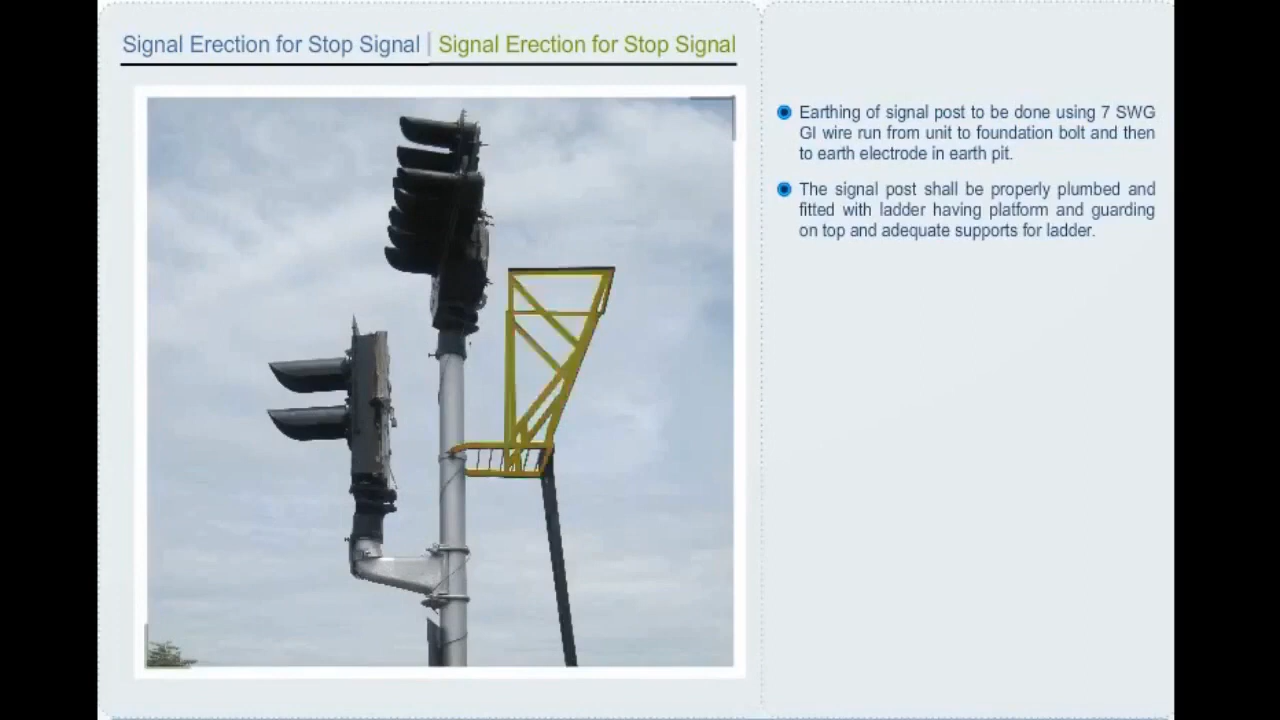 Signal Erection for Stop Signal | Signal Erection for Stop Signal
Earthing of signal post to be done using 7 SWG
GI wire run from unit to foundation bolt and then
to earth electrode in earth pit.
The signal post shall be properly plumbed and
fitted with ladder having platform and guarding
on top and adequate supports for ladder.